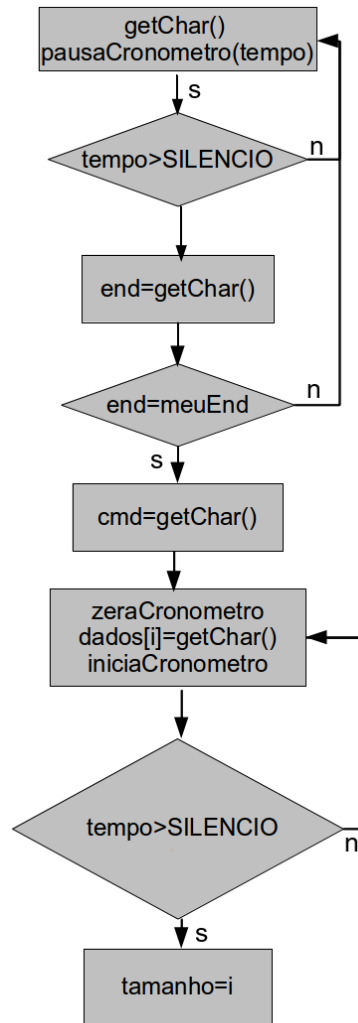 getChar()
pausaCronometro(tempo)
s
tempo>SILENCIO
n
end=getChar()
end=meuEnd
n
s
cmd=getChar()
zeraCronometro
dados[i]=getChar()
iniciaCronometro
tempo>SILENCIO
n
s
tamanho=i